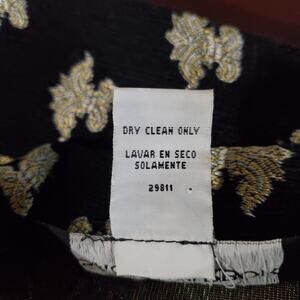 DRY CLEAN ONLY
LAVAR EN SECO
SOLAMENTE
29811